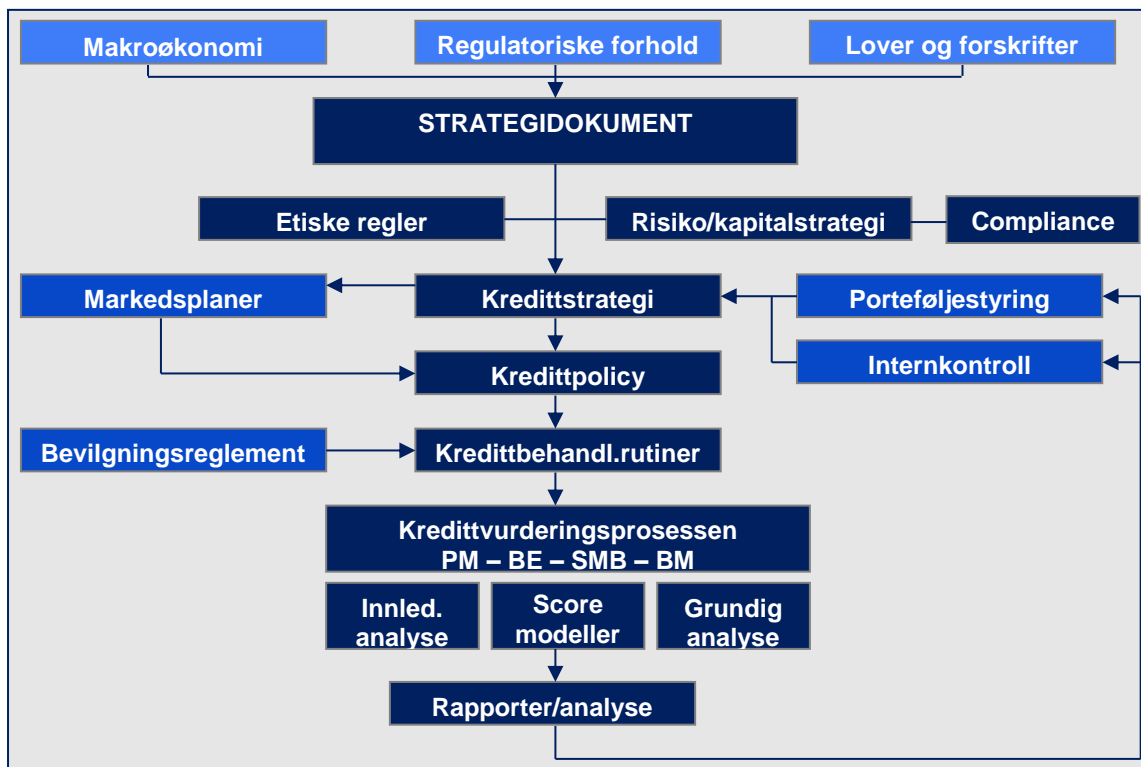 Makroøkonomi
Regulatoriske forhold
Lover og forskrifter
STRATEGIDOKUMENT
Etiske regler
Risiko/kapitalstrategi
Compliance
Markedsplaner
Kredittstrategi
Porteføljestyring
Internkontroll
Kredittpolicy
Bevilgningsreglement
Kredittbehandl.rutiner
Kredittvurderingsprosessen
PM – BE – SMB – BM
Innled.
analyse
Score
modeller
Grundig
analyse
Rapporter/analyse